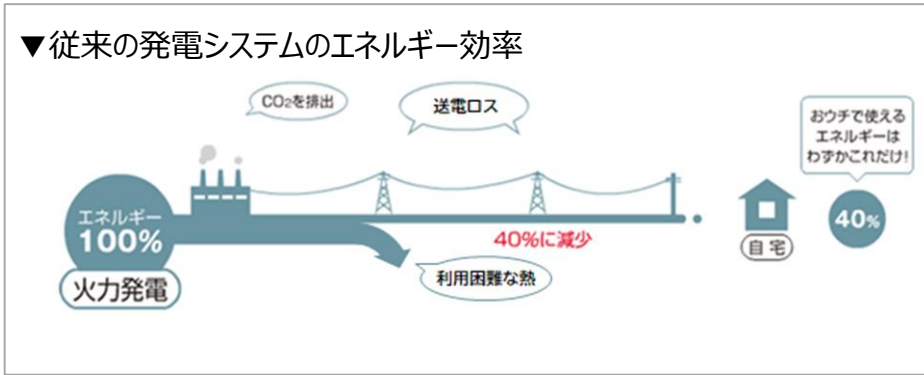 ▼従来の発電システムのエネルギー効率
CO2を排出
送電ロス
おウチで使える
エネルギーは
わずかこれだけ!
エネルギー
100%
火力発電
40%に減少
利用困難な熱
自宅
40%